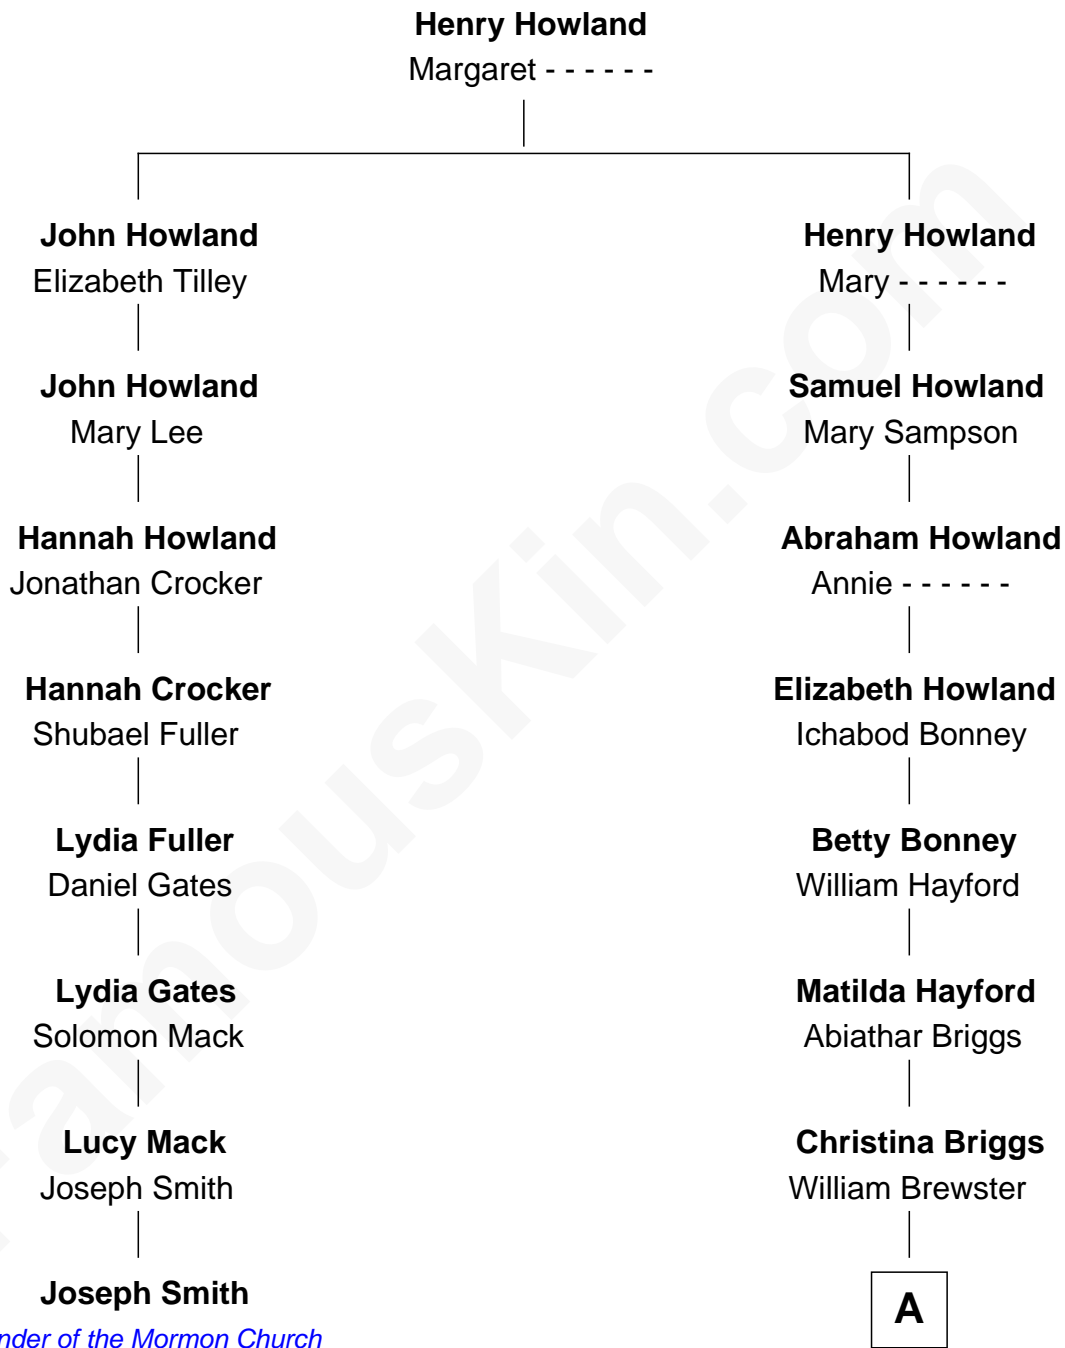 Henry Howland
Margaret - - - - - -
John Howland
Elizabeth Tilley
Henry Howland
Mary - - - - - -
John Howland
Mary Lee
Samuel Howland
Mary Sampson
Hannah Howland
Jonathan Crocker
Abraham Howland
Annie - - - - - -
Hannah Crocker
Shubael Fuller
Elizabeth Howland
Ichabod Bonney
Lydia Fuller
Daniel Gates
Betty Bonney
William Hayford
Lydia Gates
Solomon Mack
Matilda Hayford
Abiathar Briggs
Lucy Mack
Joseph Smith
Christina Briggs
William Brewster
Joseph Smith
nder of the Mormon Church
A
FamousKin.com